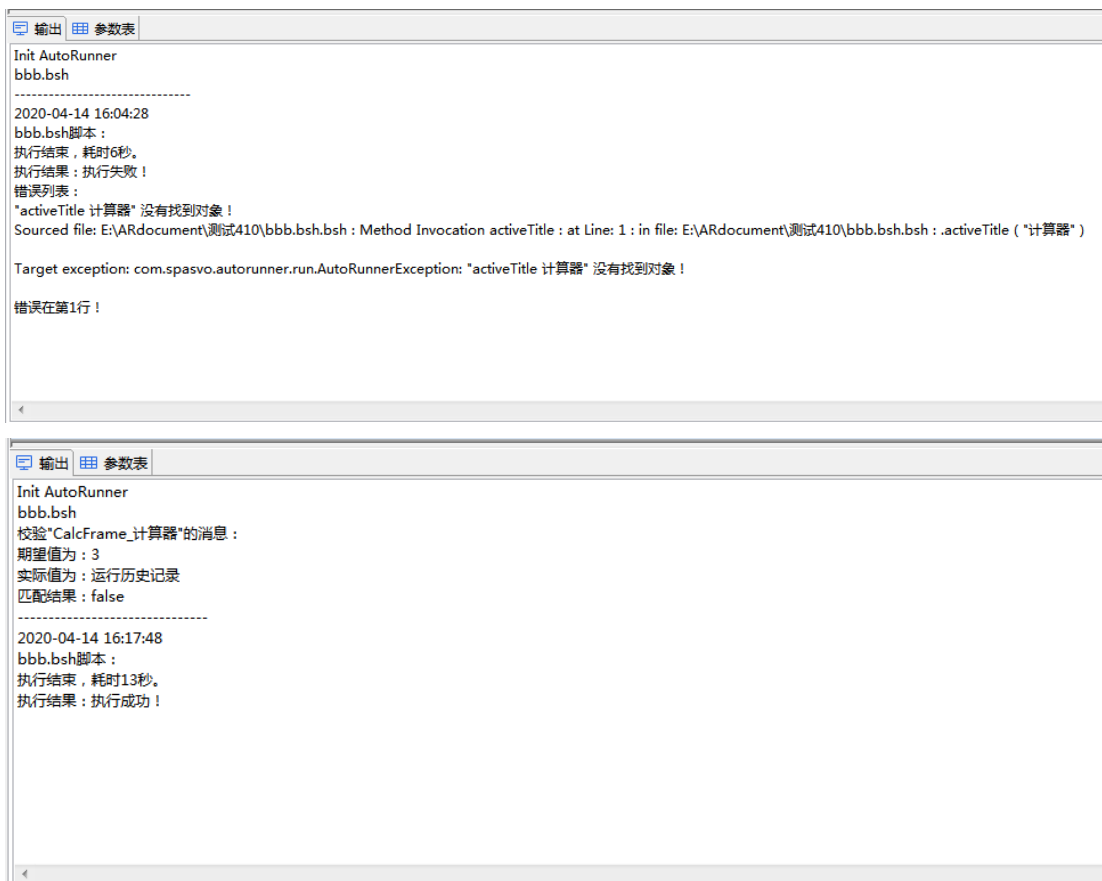 输出 参数表
Init AutoRunner
bbb.bsh
-------------------------------
2020-04-14 16:04:28
bbb.bsh脚本：
执行结束，耗时6秒。
执行结果：执行失败！
错误列表：
"activeTitle 计算器" 没有找到对象！
Sourced file: E:\ARdocument\测试410\bbb.bsh.bsh : Method Invocation activeTitle : at Line: 1 : in file: E:\ARdocument\测试410\bbb.bsh.bsh : .activeTitle ( "计算器" )
Target exception: com.spasvo.autorunner.run.AutoRunnerException: "activeTitle 计算器" 没有找到对象！
错误在第1行！
输出 参数表
Init AutoRunner
bbb.bsh
校验"CalcFrame_计算器"的消息：
期望值为：3
实际值为：运行历史记录
匹配结果：false
-------------------------------
2020-04-14 16:17:48
bbb.bsh脚本：
执行结束，耗时13秒。
执行结果：执行成功！